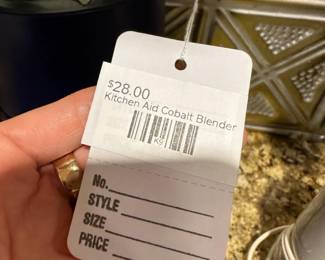 $28.00
Kitchen Aid Cobalt Blender
No.
STYLE
SIZE
PRICE